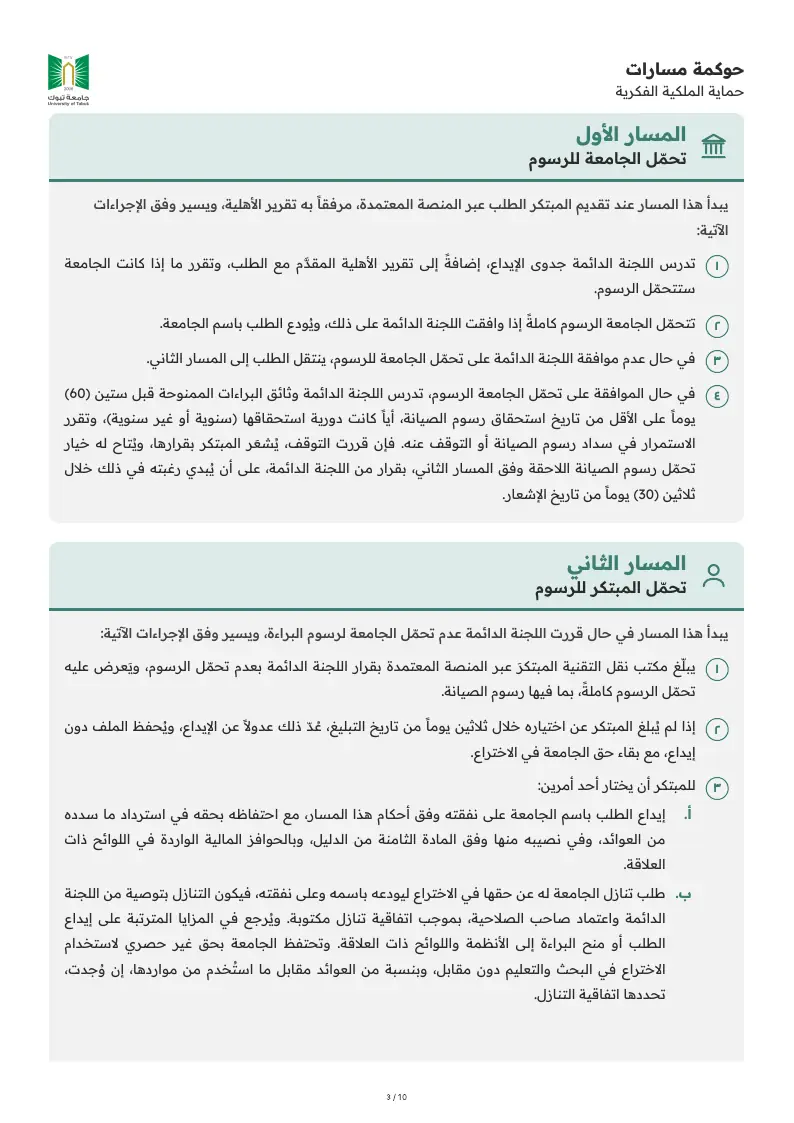 حوكمة مسارات
حماية الملكية الفكرية
جامعة تبوك
University of Tabuk
2006
المسار الأول
تحمّل الجامعة للرسوم
يبدأ هذا المسار عند تقديم المبتكر الطلب عبر المنصة المعتمدة، مرفقاً به تقرير الأهلية، ويسير وفق الإجراءات
الآتية:
١ تدرس اللجنة الدائمة جدوى الإيداع، إضافةً إلى تقرير الأهلية المقدَّم مع الطلب، وتقرر ما إذا كانت الجامعة
ستتحمّل الرسوم.
٢ تتحمّل الجامعة الرسوم كاملةً إذا وافقت اللجنة الدائمة على ذلك، ويُودع الطلب باسم الجامعة.
٣ في حال عدم موافقة اللجنة الدائمة على تحمّل الجامعة للرسوم، ينتقل الطلب إلى المسار الثاني.
٤ في حال الموافقة على تحمّل الجامعة الرسوم، تدرس اللجنة الدائمة وثائق البراءات الممنوحة قبل ستين (60)
يوماً على الأقل من تاريخ استحقاق رسوم الصيانة، أياً كانت دورية استحقاقها (سنوية أو غير سنوية)، وتقرر
الاستمرار في سداد رسوم الصيانة أو التوقف عنه. فإن قررت التوقف، يُشعَر المبتكر بقرارها، ويُتاح له خيار
تحمّل رسوم الصيانة اللاحقة وفق المسار الثاني، بقرار من اللجنة الدائمة، على أن يُبدي رغبته في ذلك خلال
ثلاثين (30) يوماً من تاريخ الإشعار.
المسار الثاني
تحمّل المبتكر للرسوم
يبدأ هذا المسار في حال قررت اللجنة الدائمة عدم تحمّل الجامعة لرسوم البراءة، ويسير وفق الإجراءات الآتية:
١ يبلّغ مكتب نقل التقنية المبتكرَ عبر المنصة المعتمدة بقرار اللجنة الدائمة بعدم تحمّل الرسوم، ويَعرض عليه
تحمّل الرسوم كاملةً، بما فيها رسوم الصيانة.
٢ إذا لم يُبلغ المبتكر عن اختياره خلال ثلاثين يوماً من تاريخ التبليغ، عُدّ ذلك عدولاً عن الإيداع، ويُحفظ الملف دون
إيداع، مع بقاء حق الجامعة في الاختراع.
٣ للمبتكر أن يختار أحد أمرين:
أ. إيداع الطلب باسم الجامعة على نفقته وفق أحكام هذا المسار، مع احتفاظه بحقه في استرداد ما سدده
من العوائد، وفي نصيبه منها وفق المادة الثامنة من الدليل، وبالحوافز المالية الواردة في اللوائح ذات
العلاقة.
ب. طلب تنازل الجامعة له عن حقها في الاختراع ليودعه باسمه وعلى نفقته، فيكون التنازل بتوصية من اللجنة
الدائمة واعتماد صاحب الصلاحية، بموجب اتفاقية تنازل مكتوبة. ويُرجع في المزايا المترتبة على إيداع
الطلب أو منح البراءة إلى الأنظمة واللوائح ذات العلاقة. وتحتفظ الجامعة بحق غير حصري لاستخدام
الاختراع في البحث والتعليم دون مقابل، وبنسبة من العوائد مقابل ما استُخدم من مواردها، إن وُجدت،
تحددها اتفاقية التنازل.
3 / 10